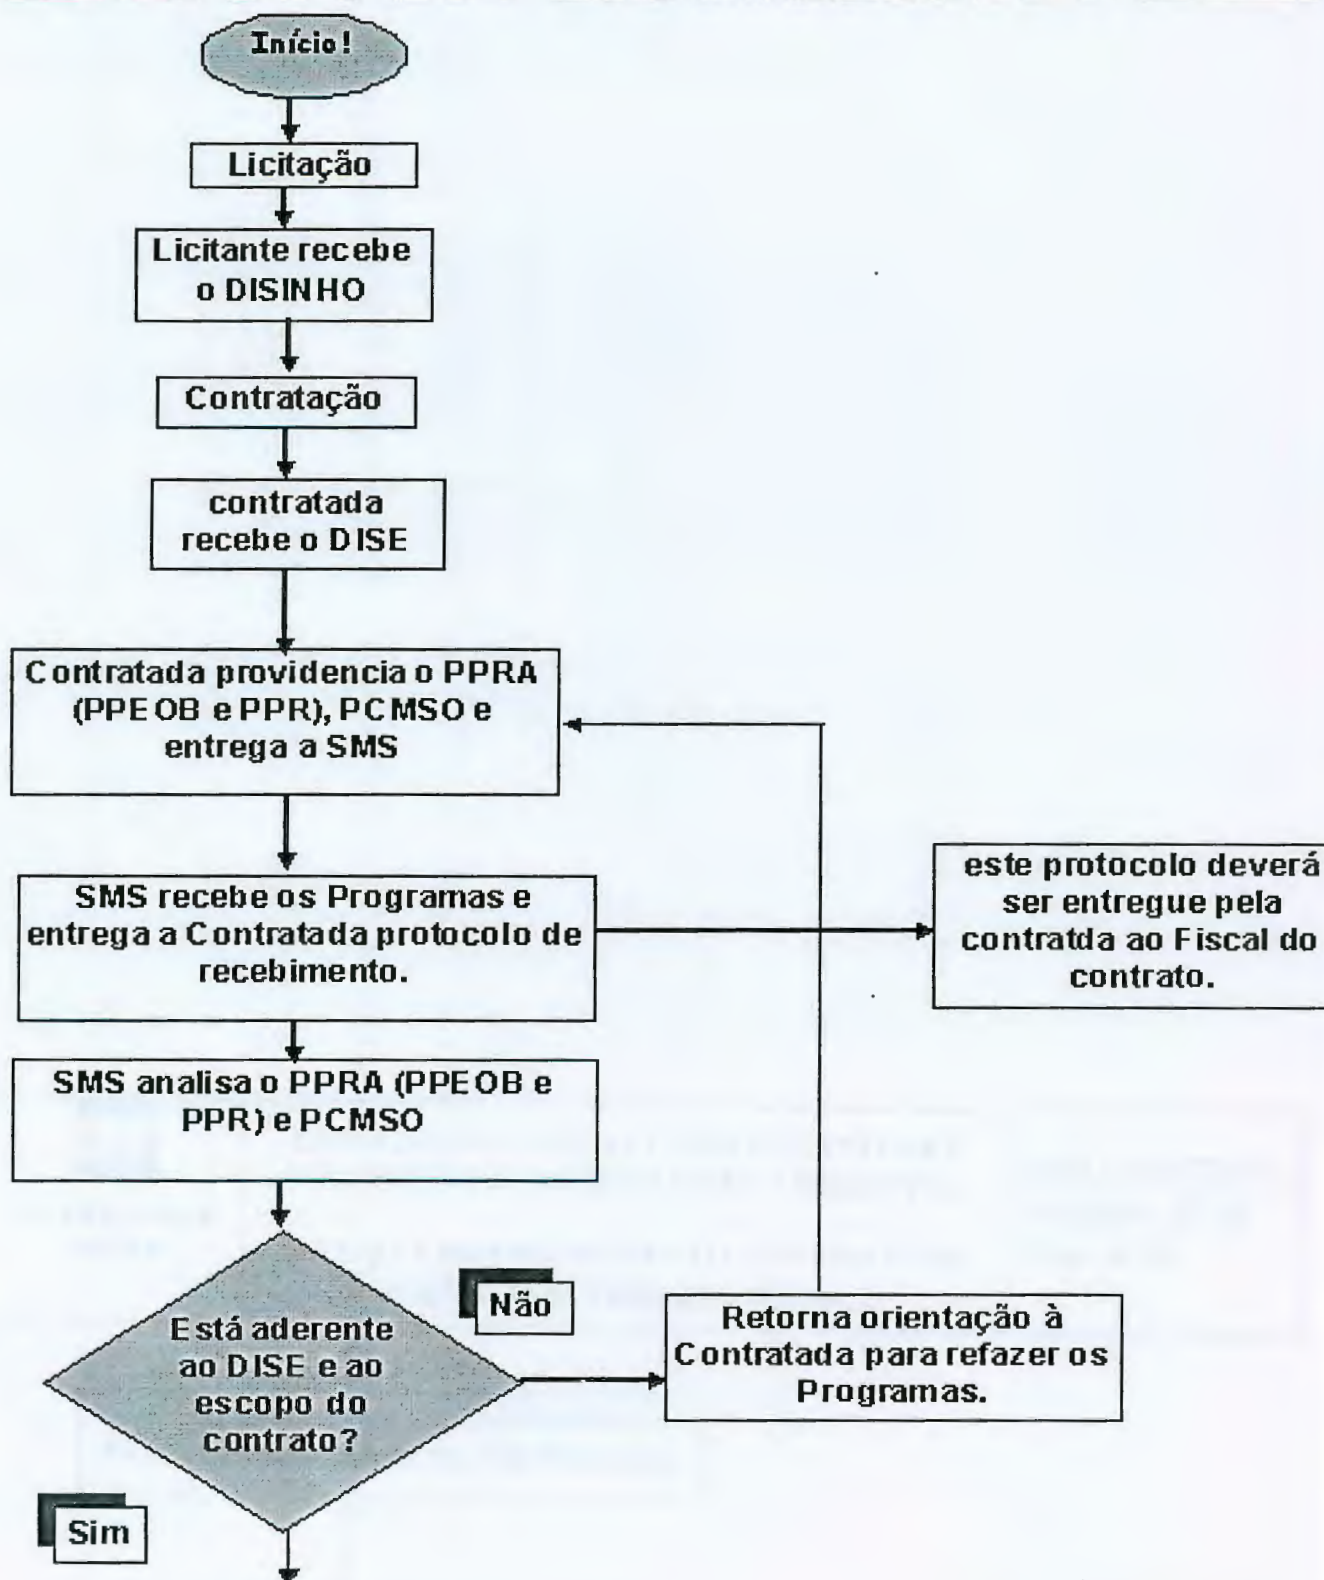 Início!
Licitação
Licitante recebe
o DISINHO
Contratação
contratada
recebe o DISE
Contratada providencia o PPRA
(PPEOB e PPR), PCMSO e
entrega a SMS
SMS recebe os Programas e
entrega a Contratada protocolo de
recebimento.
este protocolo deverá
ser entregue pela
contratda ao Fiscal do
contrato.
SMS analisa o PPRA (PPEOB e
PPR) e PCMSO
Está aderente
ao DISE e ao
escopo do
contrato?
Não
Retorna orientação à
Contratada para refazer os
Programas.
Sim